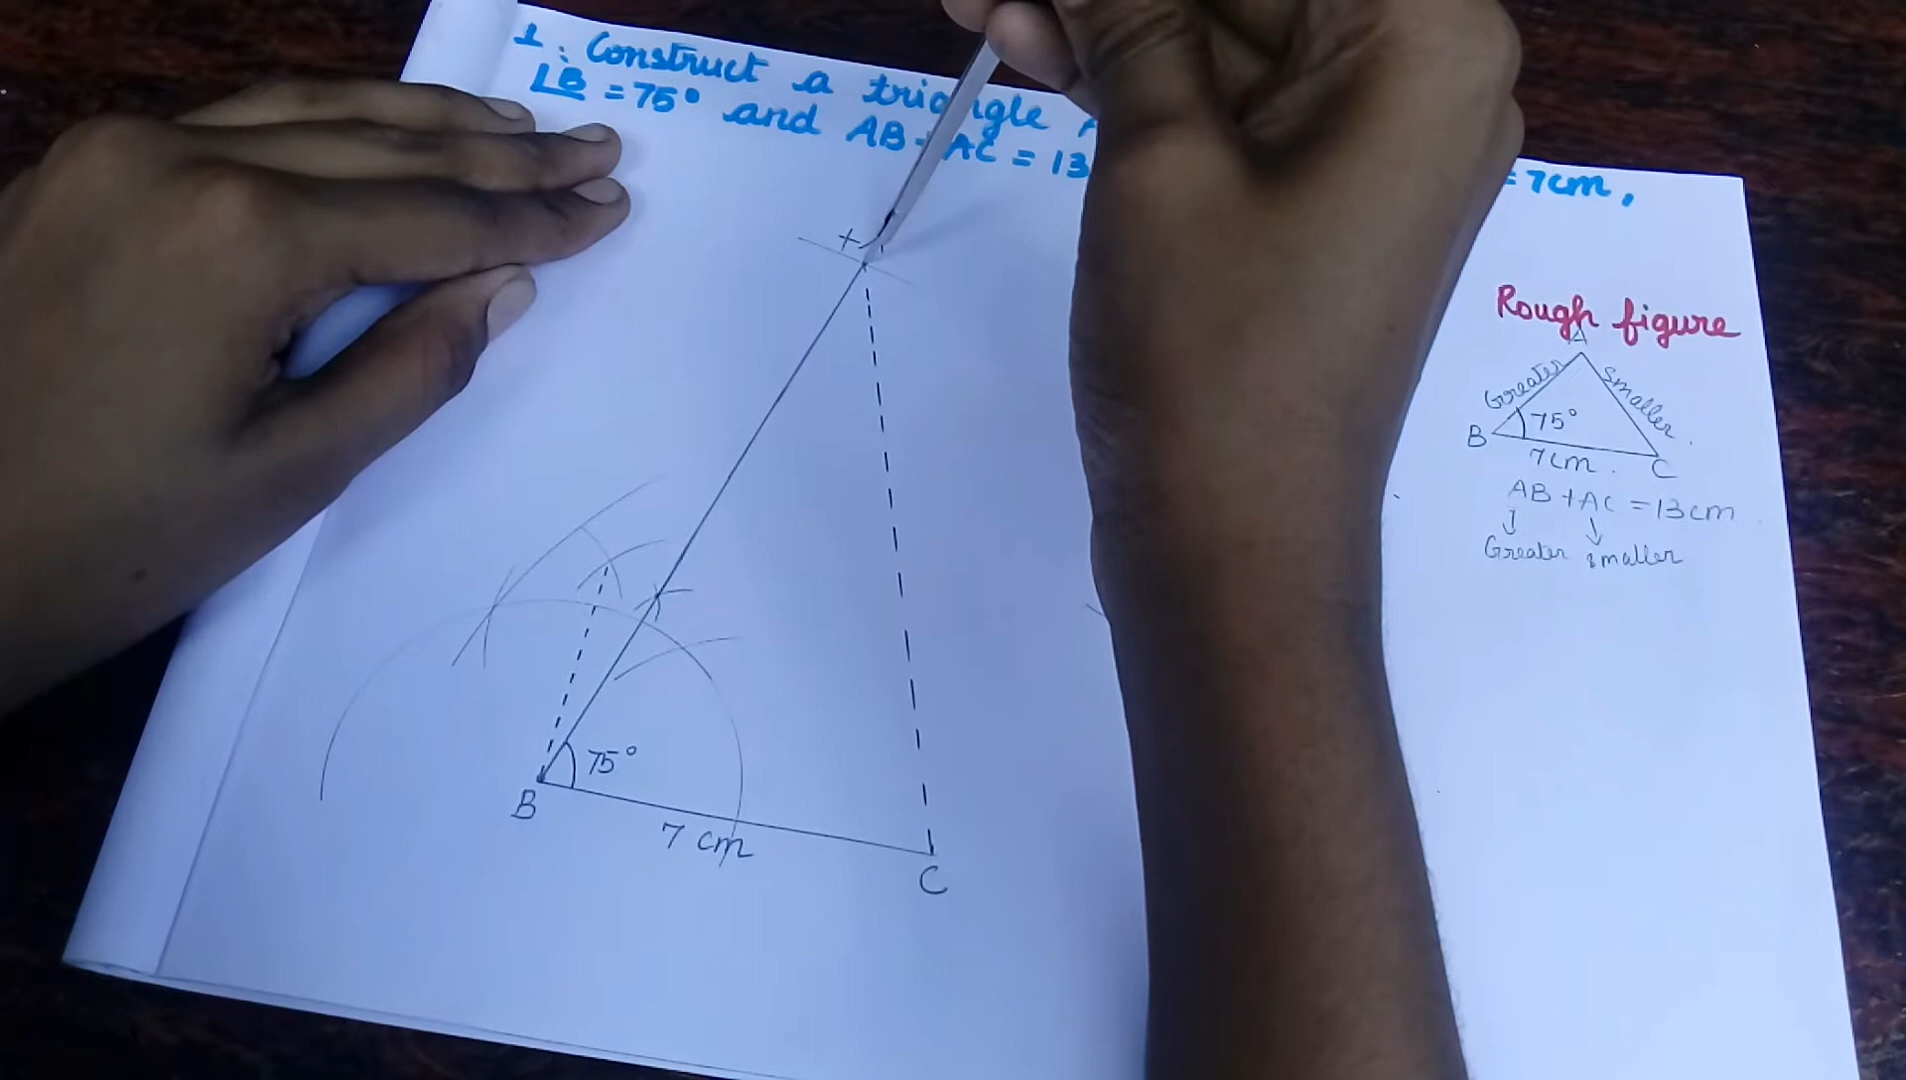 1. Construct a triangle
= 7cm,
∠B = 75° and AB + AC = 13
Rough figure
A
Greater
Smaller
75°
B
7cm.
C
AB + AC = 13cm
Greater smaller
75°
B
7 cm
C